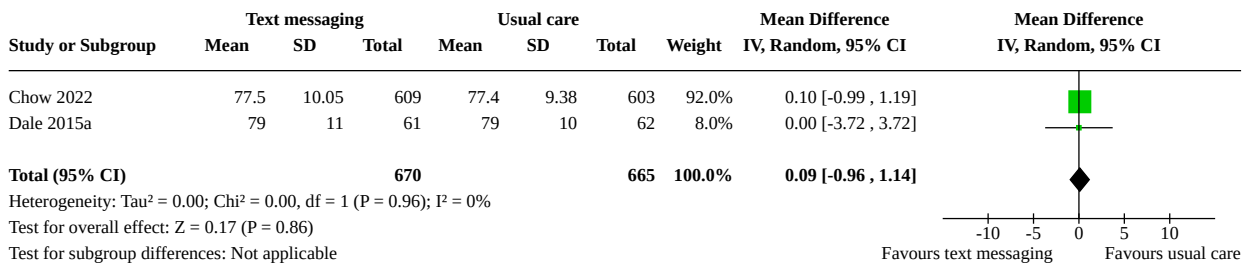 Text messaging Usual care Mean Difference Mean Difference
Study or Subgroup Mean SD Total Mean SD Total Weight IV, Random, 95% CI IV, Random, 95% CI
Chow 2022 77.5 10.05 609 77.4 9.38 603 92.0% 0.10 [-0.99 , 1.19]
Dale 2015a 79 11 61 79 10 62 8.0% 0.00 [-3.72 , 3.72]
Total (95% CI) 670 665 100.0% 0.09 [-0.96 , 1.14]
Heterogeneity: Tau² = 0.00; Chi² = 0.00, df = 1 (P = 0.96); I² = 0%
Test for overall effect: Z = 0.17 (P = 0.86) -10 -5 0 5 10
Test for subgroup differences: Not applicable Favours text messaging Favours usual care